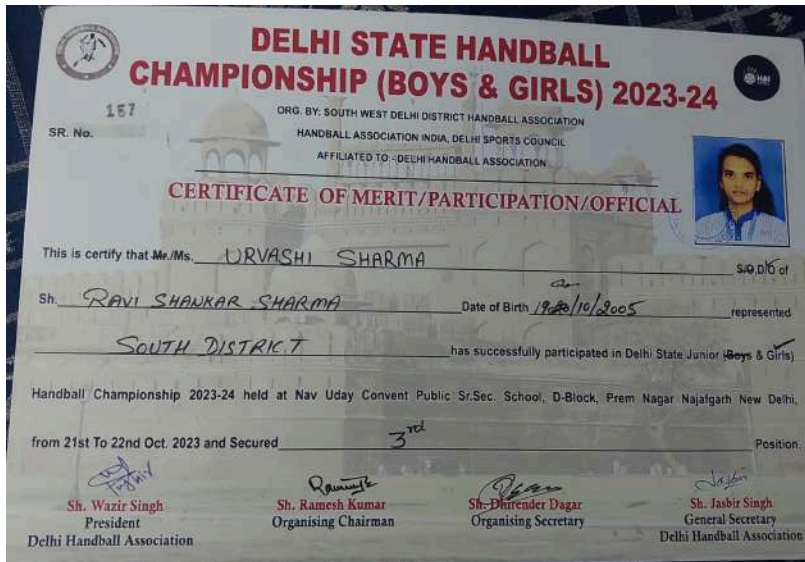 DELHI STATE HANDBALL
CHAMPIONSHIP (BOYS & GIRLS) 2023-24
ORG. BY: SOUTH WEST DELHI DISTRICT HANDBALL ASSOCIATION
157
SR. No.
HANDBALL ASSOCIATION INDIA, DELHI SPORTS COUNCIL
AFFILIATED TO:- DELHI HANDBALL ASSOCIATION
CERTIFICATE OF MERIT/PARTICIPATION/OFFICIAL
This is certify that Mr./Ms. URVASHI SHARMA S/O,D/O of
Sh. RAVI SHANKAR SHARMA Date of Birth /10/2005 represented
SOUTH DISTRICT has successfully participated in Delhi State Junior (Boys & Girls)
Handball Championship 2023-24 held at Nav Uday Convent Public Sr.Sec. School, D-Block, Prem Nagar Najafgarh New Delhi,
from 21st To 22nd Oct. 2023 and Secured 3rd Position.
Sh. Wazir Singh Sh. Ramesh Kumar Sh. Dhirender Dagar Sh. Jasbir Singh
President Organising Chairman Organising Secretary General Secretary
Delhi Handball Association Delhi Handball Association